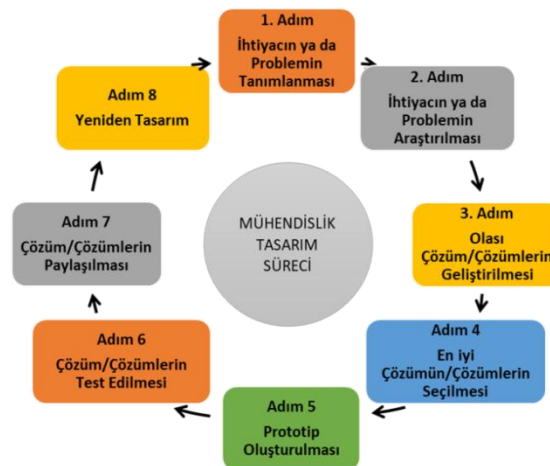 1. Adım
İhtiyacın ya da
Problemin
Tanımlanması
2. Adım
İhtiyacın ya da
Problemin
Araştırılması
3. Adım
Olası
Çözüm/Çözümlerin
Geliştirilmesi
Adım 4
En iyi
Çözümün/Çözümlerin
Seçilmesi
Adım 5
Prototip
Oluşturulması
Adım 6
Çözüm/Çözümlerin
Test Edilmesi
Adım 7
Çözüm/Çözümlerin
Paylaşılması
Adım 8
Yeniden Tasarım
MÜHENDİSLİK
TASARIM
SÜRECİ